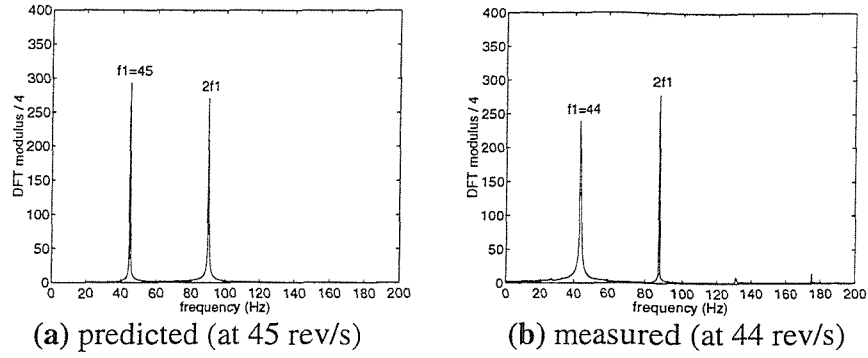 400
350
300
250
200
150
100
50
0
DFT modulus / 4
f1=45
2f1
0 20 40 60 80 100 120 140 160 180 200
frequency (Hz)
(a) predicted (at 45 rev/s)
400
350
300
250
200
150
100
50
0
DFT modulus / 4
f1=44
2f1
0 20 40 60 80 100 120 140 160 180 200
frequency (Hz)
(b) measured (at 44 rev/s)